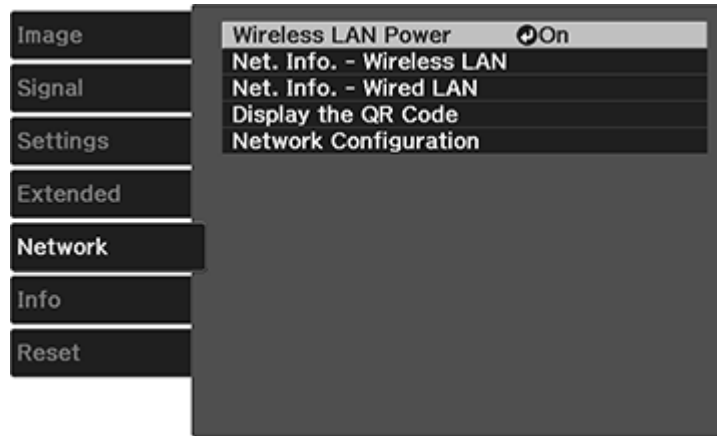 Image
Signal
Settings
Extended
Network
Info
Reset
Wireless LAN Power On
Net. Info. - Wireless LAN
Net. Info. - Wired LAN
Display the QR Code
Network Configuration